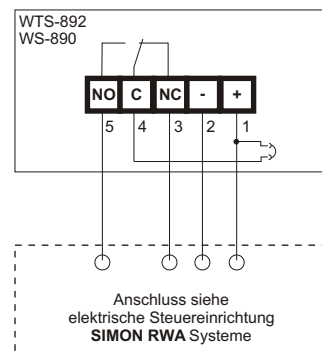 WTS-892
WS-890
NO C NC - +
5 4 3 2 1
Anschluss siehe
elektrische Steuereinrichtung
SIMON RWA Systeme